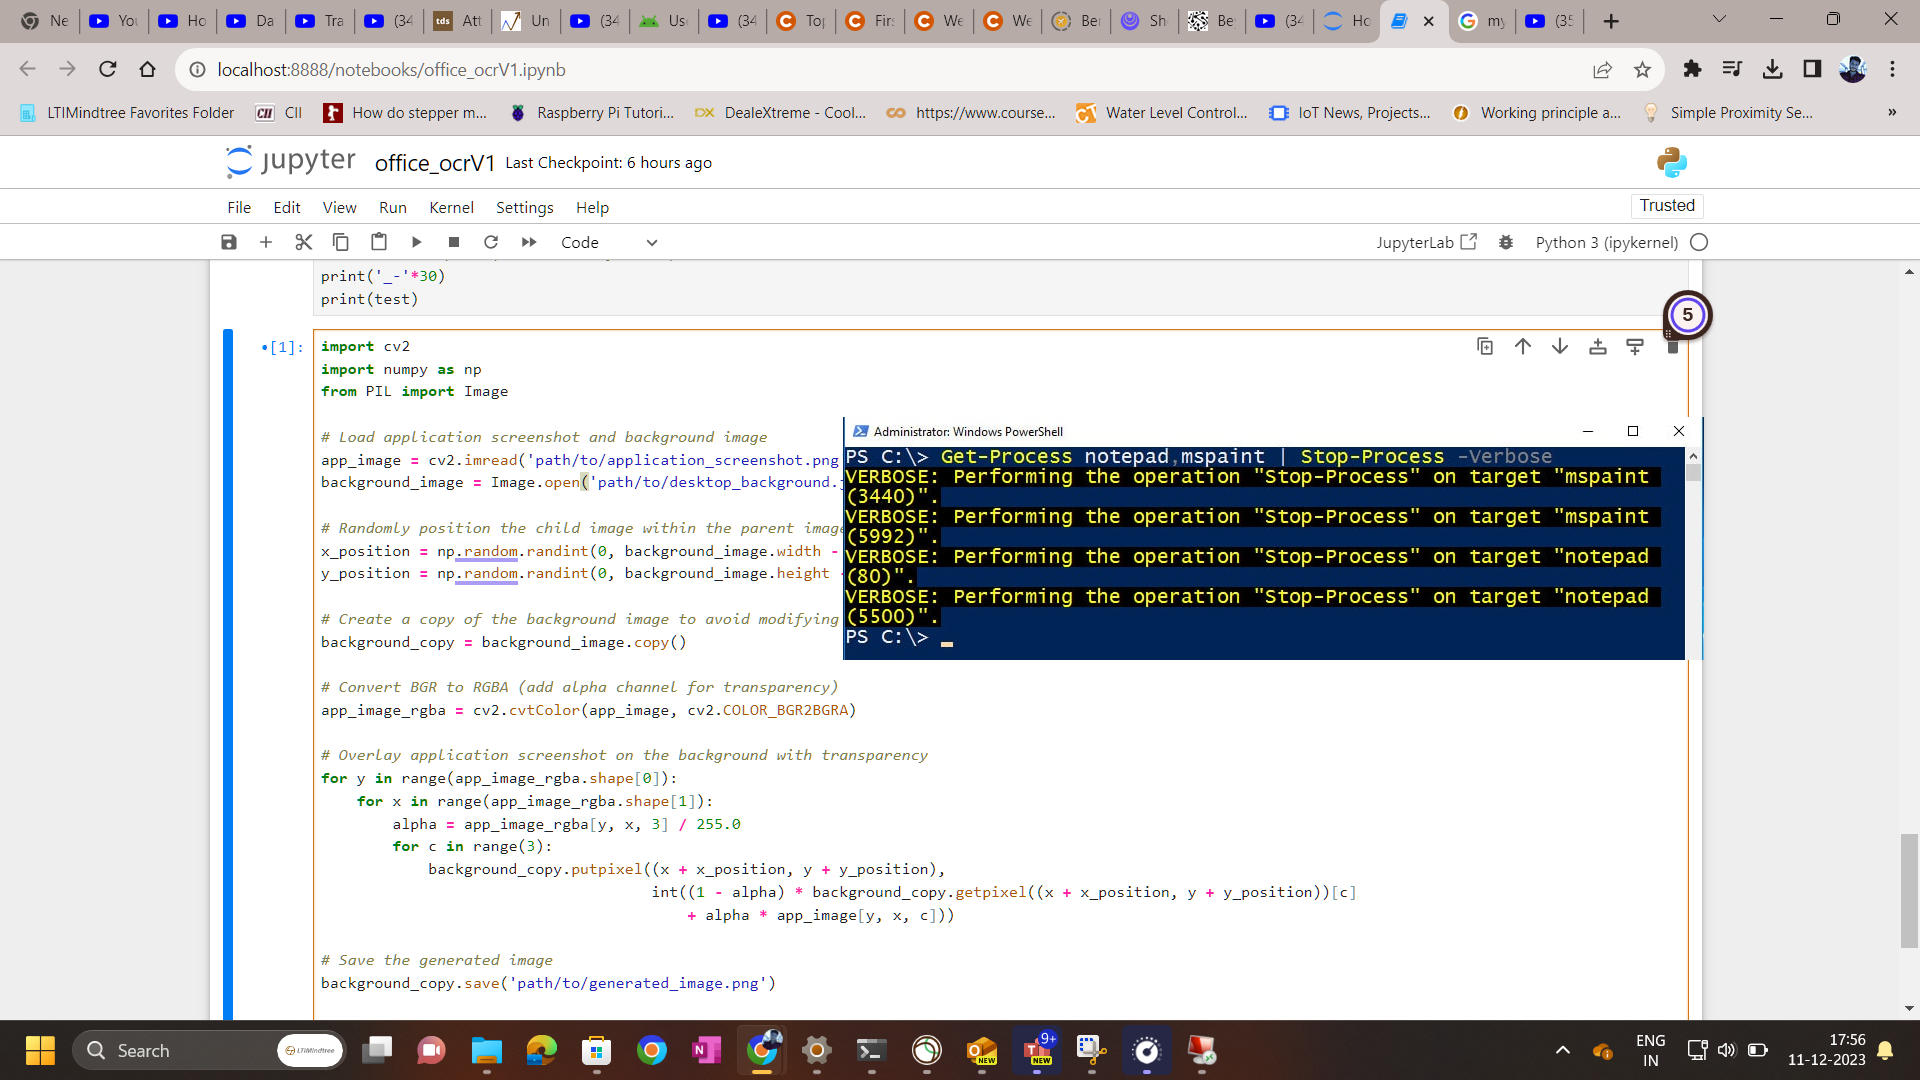 Ne
You
Ho
Da
Tra
(34
tds
Att
Un
(34
Use
(34
Top
Firs
We
We
Ber
Sh
Be
(34
Ho
my
(35
localhost:8888/notebooks/office_ocrV1.ipynb
LTIMindtree Favorites Folder
CII
CII
How do stepper m...
Raspberry Pi Tutori...
DX
DealeXtreme - Cool...
https://www.course...
Water Level Control...
IoT News, Projects...
Working principle a...
Simple Proximity Se...
»
jupyter
office_ocrV1
Last Checkpoint: 6 hours ago
File
Edit
View
Run
Kernel
Settings
Help
Trusted
Code
JupyterLab
Python 3 (ipykernel)
print('_-'*30)
print(test)
5
•[1]:
import cv2
import numpy as np
from PIL import Image
# Load application screenshot and background image
app_image = cv2.imread('path/to/application_screenshot.png
background_image = Image.open('path/to/desktop_background.
# Randomly position the child image within the parent image
x_position = np.random.randint(0, background_image.width -
y_position = np.random.randint(0, background_image.height
# Create a copy of the background image to avoid modifying
background_copy = background_image.copy()
# Convert BGR to RGBA (add alpha channel for transparency)
app_image_rgba = cv2.cvtColor(app_image, cv2.COLOR_BGR2BGRA)
# Overlay application screenshot on the background with transparency
for y in range(app_image_rgba.shape[0]):
for x in range(app_image_rgba.shape[1]):
alpha = app_image_rgba[y, x, 3] / 255.0
for c in range(3):
background_copy.putpixel((x + x_position, y + y_position),
int((1 - alpha) * background_copy.getpixel((x + x_position, y + y_position))[c]
+ alpha * app_image[y, x, c]))
# Save the generated image
background_copy.save('path/to/generated_image.png')
Administrator: Windows PowerShell
PS C:\> Get-Process notepad,mspaint | Stop-Process -Verbose
VERBOSE: Performing the operation "Stop-Process" on target "mspaint
(3440)".
VERBOSE: Performing the operation "Stop-Process" on target "mspaint
(5992)".
VERBOSE: Performing the operation "Stop-Process" on target "notepad
(80)".
VERBOSE: Performing the operation "Stop-Process" on target "notepad
(5500)".
PS C:\> _
Search
LTIMindtree
NEW
9+
NEW
ENG
IN
17:56
11-12-2023